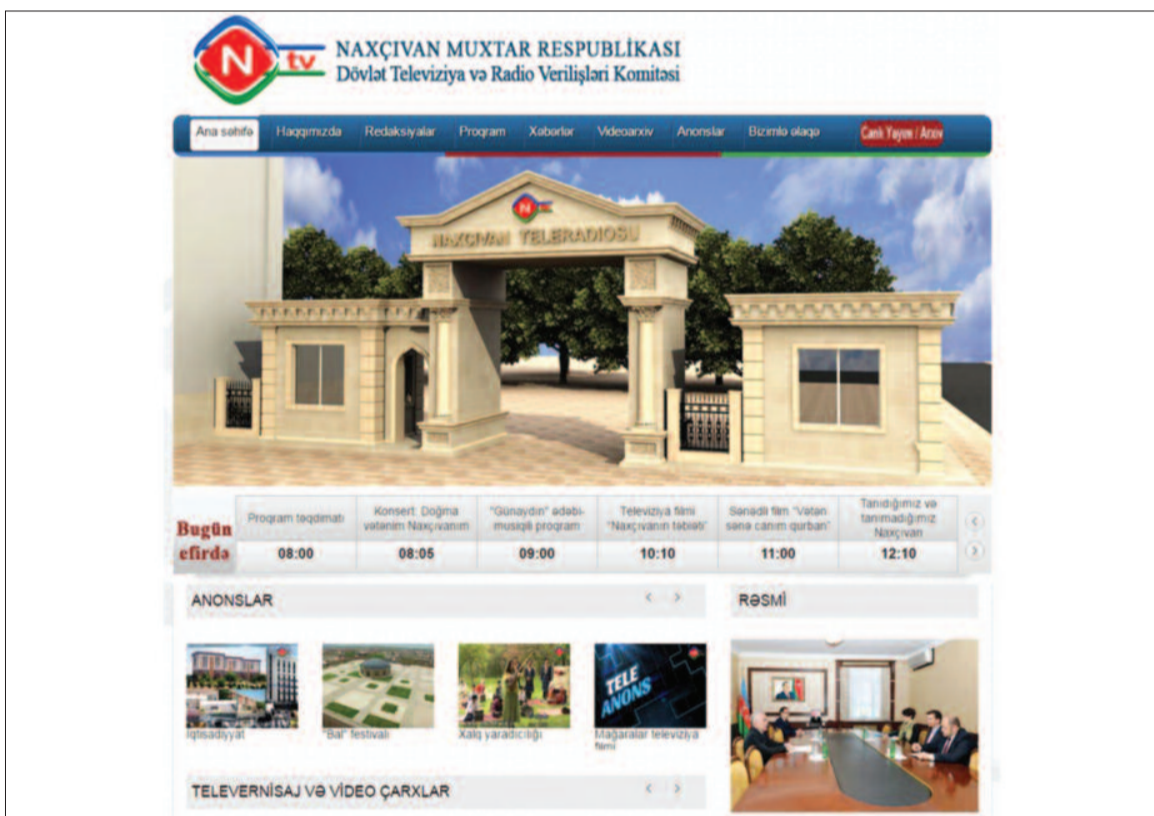 N tv
NAXÇIVAN MUXTAR RESPUBLİKASI
Dövlət Televiziya və Radio Verilişləri Komitəsi
Ana səhifə Haqqımızda Redaksiyalar Proqram Xəbərlər Videoarxiv Anonslar Bizimlə əlaqə Canlı Yayım / Arxiv
N tv
NAXÇIVAN TELERADIOSU
Bugün
efirdə
Proqram təqdimatı
08:00
Konsert: Doğma
vətənim Naxçıvanım
08:05
"Günaydın" ədəbi-
musiqili proqram
09:00
Televiziya filmi
"Naxçıvanın təbiəti"
10:10
Sənədli film "Vətən
sənə canım qurban"
11:00
Tanıdığımız və
tanımadığımız
Naxçıvan
12:10
ANONSLAR
RƏSMİ
TELE
ANONS
İqtisadiyyat
"Bal" festivalı
Xalq yaradıcılığı
Mağaralar televiziya
filmi
TELEVERNİSAJ VƏ VİDEO ÇARXLAR